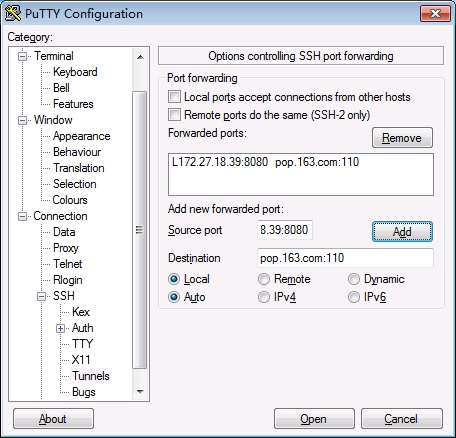 PuTTY Configuration
Category:
Terminal
Keyboard
Bell
Features
Window
Appearance
Behaviour
Translation
Selection
Colours
Connection
Data
Proxy
Telnet
Rlogin
SSH
Kex
Auth
TTY
X11
Tunnels
Bugs
Options controlling SSH port forwarding
Port forwarding
Local ports accept connections from other hosts
Remote ports do the same (SSH-2 only)
Forwarded ports:
Remove
L172.27.18.39:8080 pop.163.com:110
Add new forwarded port:
Source port 8.39:8080 Add
Destination pop.163.com:110
Local Remote Dynamic
Auto IPv4 IPv6
About Open Cancel